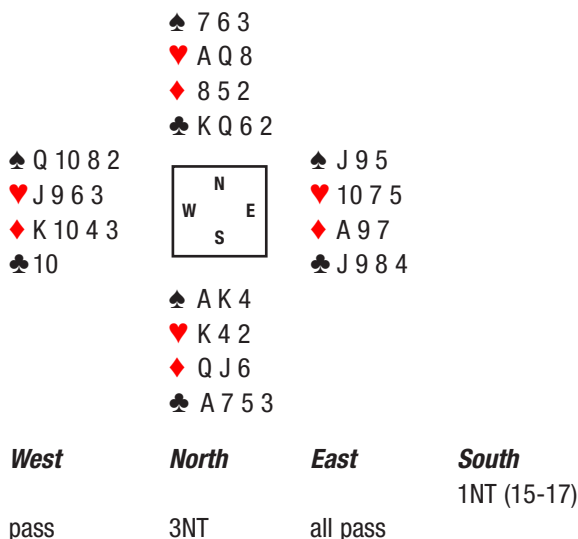 ♠ 7 6 3
♥ A Q 8
♦ 8 5 2
♣ K Q 6 2
♠ Q 10 8 2
♥ J 9 6 3
♦ K 10 4 3
♣ 10
N
W E
S
♠ J 9 5
♥ 10 7 5
♦ A 9 7
♣ J 9 8 4
♠ A K 4
♥ K 4 2
♦ Q J 6
♣ A 7 5 3
West North East South
1NT (15-17)
pass 3NT all pass